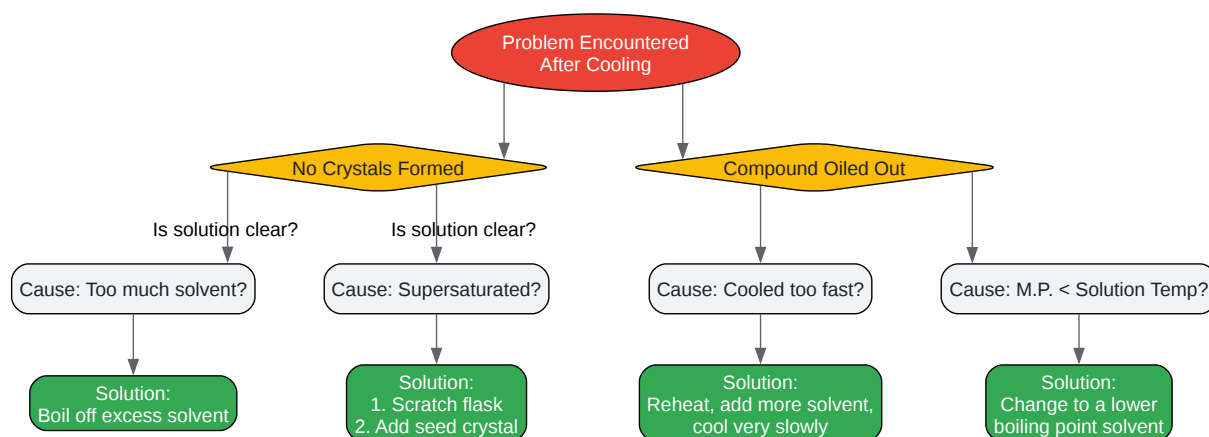 Problem Encountered
After Cooling
No Crystals Formed
Compound Oiled Out
Is solution clear?
Is solution clear?
Cause: Too much solvent?
Cause: Supersaturated?
Cause: Cooled too fast?
Cause: M.P. < Solution Temp?
Solution:
Boil off excess solvent
Solution:
1. Scratch flask
2. Add seed crystal
Solution:
Reheat, add more solvent,
cool very slowly
Solution:
Change to a lower
boiling point solvent